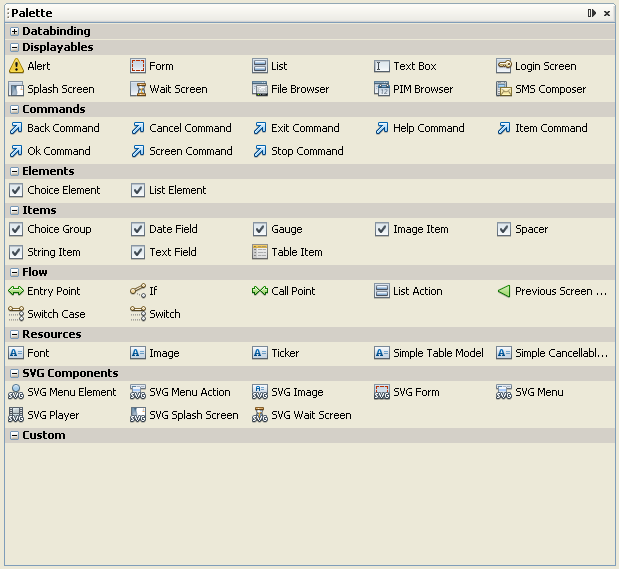 Palette
Databinding
Displayables
Alert Form List Text Box Login Screen
Splash Screen Wait Screen File Browser PIM Browser SMS Composer
Commands
Back Command Cancel Command Exit Command Help Command Item Command
Ok Command Screen Command Stop Command
Elements
Choice Element List Element
Items
Choice Group Date Field Gauge Image Item Spacer
String Item Text Field Table Item
Flow
Entry Point If Call Point List Action Previous Screen ...
Switch Case Switch
Resources
Font Image Ticker Simple Table Model Simple Cancellabl...
SVG Components
SVG Menu Element SVG Menu Action SVG Image SVG Form SVG Menu
SVG Player SVG Splash Screen SVG Wait Screen
Custom